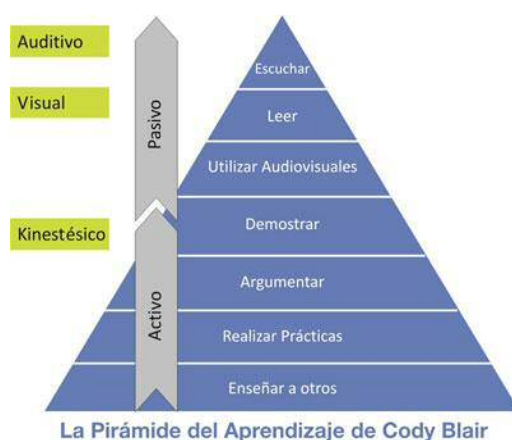 Auditivo
Visual
Kinestésico
Pasivo
Activo
Escuchar
Leer
Utilizar Audiovisuales
Demostrar
Argumentar
Realizar Prácticas
Enseñar a otros
La Pirámide del Aprendizaje de Cody Blair